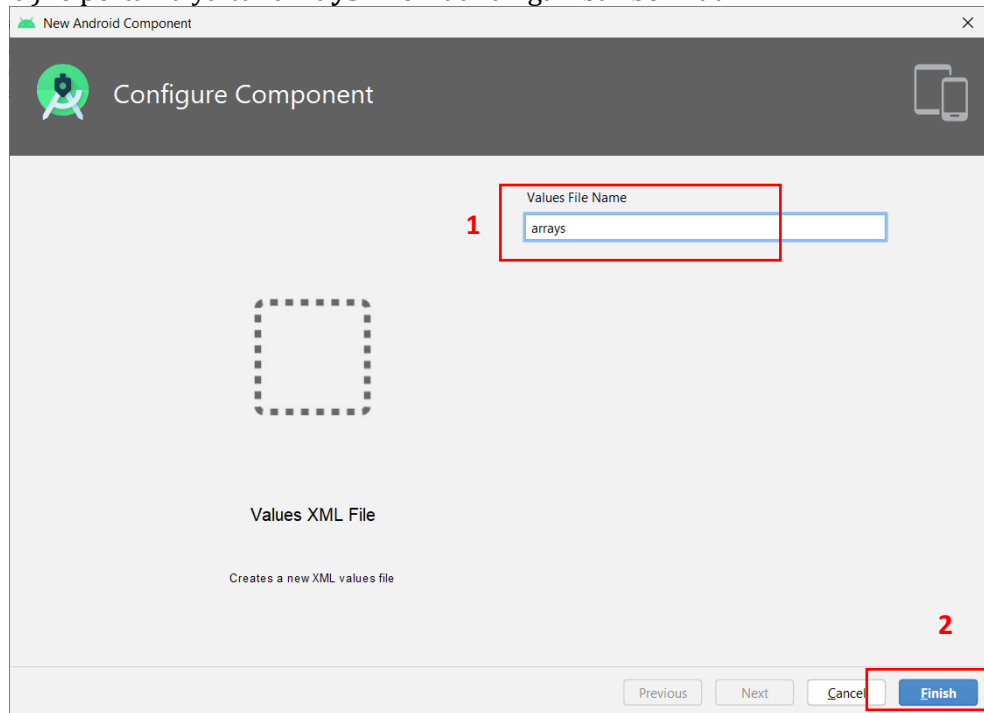 New Android Component
Configure Component
Values File Name
1
arrays
Values XML File
Creates a new XML values file
2
Previous
Next
Cancel
Finish